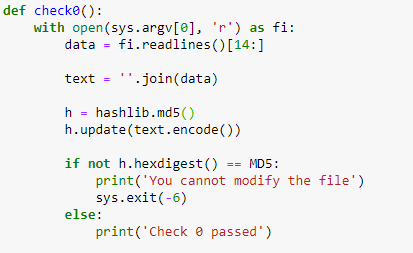 def check0():
    with open(sys.argv[0], 'r') as fi:
        data = fi.readlines()[14:]

        text = ''.join(data)

        h = hashlib.md5()
        h.update(text.encode())

        if not h.hexdigest() == MD5:
            print('You cannot modify the file')
            sys.exit(-6)
        else:
            print('Check 0 passed')